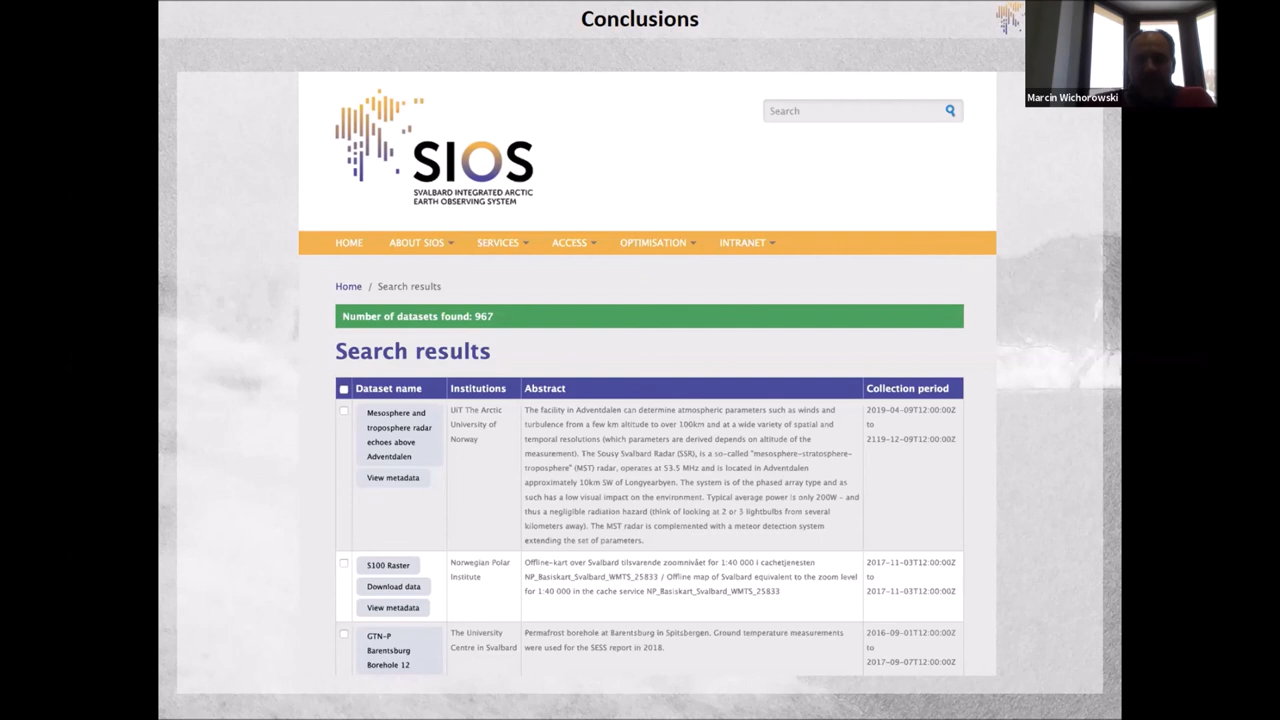 Conclusions
Marcin Wichorowski
Search
SIOS
SVALBARD INTEGRATED ARCTIC
EARTH OBSERVING SYSTEM
HOME ABOUT SIOS SERVICES ACCESS OPTIMISATION INTRANET
Home / Search results
Number of datasets found: 967
Search results
Dataset name Institutions Abstract Collection period
Mesosphere and
troposphere radar
echoes above
Adventdalen
View metadata
UiT The Arctic
University of
Norway
The facility in Adventdalen can determine atmospheric parameters such as winds and
turbulence from a few km altitude to over 100km and at a wide variety of spatial and
temporal resolutions (which parameters are derived depends on altitude of the
measurement). The Sousy Svalbard Radar (SSR), is a so-called "mesosphere-stratosphere-
troposphere" (MST) radar, operates at 53.5 MHz and is located in Adventdalen
approximately 10km SW of Longyearbyen. The system is of the phased array type and as
such has a low visual impact on the environment. Typical average power is only 200W - and
thus a negligible radiation hazard (think of looking at 2 or 3 lightbulbs from several
kilometers away). The MST radar is complemented with a meteor detection system
extending the set of parameters.
2019-04-09T12:00:00Z
to
2119-12-09T12:00:00Z
S100 Raster
Download data
View metadata
Norwegian Polar
Institute
Offline-kart over Svalbard tilsvarende zoomnivået for 1:40 000 i cachetjenesten
NP_Basiskart_Svalbard_WMTS_25833 / Offline map of Svalbard equivalent to the zoom level
for 1:40 000 in the cache service NP_Basiskart_Svalbard_WMTS_25833
2017-11-03T12:00:00Z
to
2017-11-03T12:00:00Z
GTN-P
Barentsburg
Borehole 12
The University
Centre in Svalbard
Permafrost borehole at Barentsburg in Spitsbergen. Ground temperature measurements
were used for the SESS report in 2018.
2016-09-01T12:00:00Z
to
2017-09-07T12:00:00Z